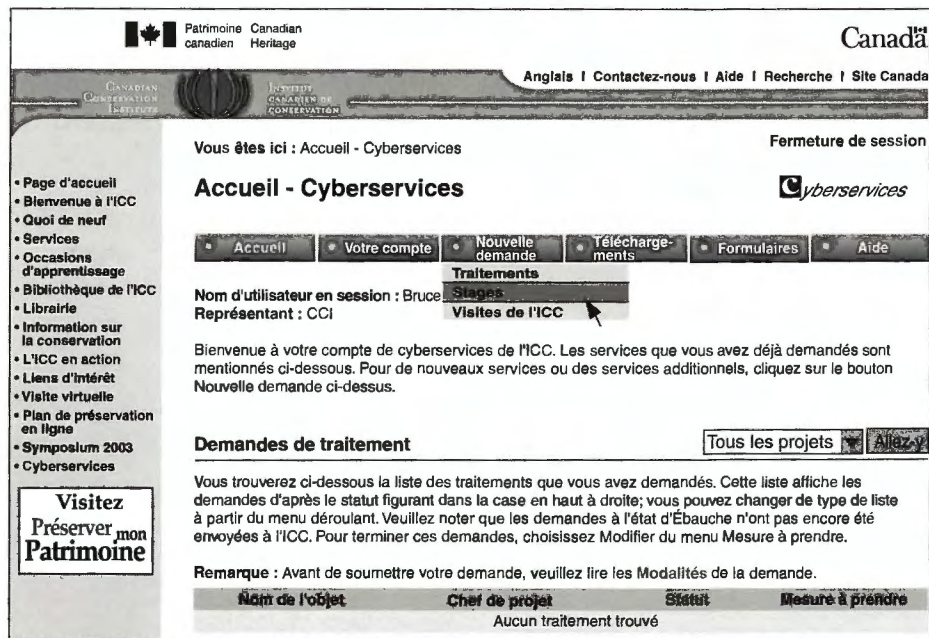 Patrimoine Canadian
canadien Heritage
Canada
Anglais | Contactez-nous | Aide | Recherche | Site Canada
CANADIAN
CONSERVATION
INSTITUTE
INSTITUT
CANADIEN DE
CONSERVATION
Vous êtes ici : Accueil - Cyberservices
Fermeture de session
Accueil - Cyberservices
Cyberservices
• Page d'accueil
• Bienvenue à l'ICC
• Quoi de neuf
• Services
• Occasions
d'apprentissage
• Bibliothèque de l'ICC
• Librairie
• Information sur
la conservation
• L'ICC en action
• Liens d'intérêt
• Visite virtuelle
• Plan de préservation
en ligne
• Symposium 2003
• Cyberservices
Visitez
Préserver mon
Patrimoine
Accueil
Votre compte
Nouvelle
demande
Télécharge-
ments
Formulaires
Aide
Traitements
Stages
Visites de l'ICC
Nom d'utilisateur en session : Bruce
Représentant : CCI
Bienvenue à votre compte de cyberservices de l'ICC. Les services que vous avez déjà demandés sont
mentionnés ci-dessous. Pour de nouveaux services ou des services additionnels, cliquez sur le bouton
Nouvelle demande ci-dessus.
Demandes de traitement
Tous les projets
Allez-y
Vous trouverez ci-dessous la liste des traitements que vous avez demandés. Cette liste affiche les
demandes d'après le statut figurant dans la case en haut à droite; vous pouvez changer de type de liste
à partir du menu déroulant. Veuillez noter que les demandes à l'état d'Ébauche n'ont pas encore été
envoyées à l'ICC. Pour terminer ces demandes, choisissez Modifier du menu Mesure à prendre.
Remarque : Avant de soumettre votre demande, veuillez lire les Modalités de la demande.
Nom de l'objet Chef de projet Statut Mesure à prendre
Aucun traitement trouvé